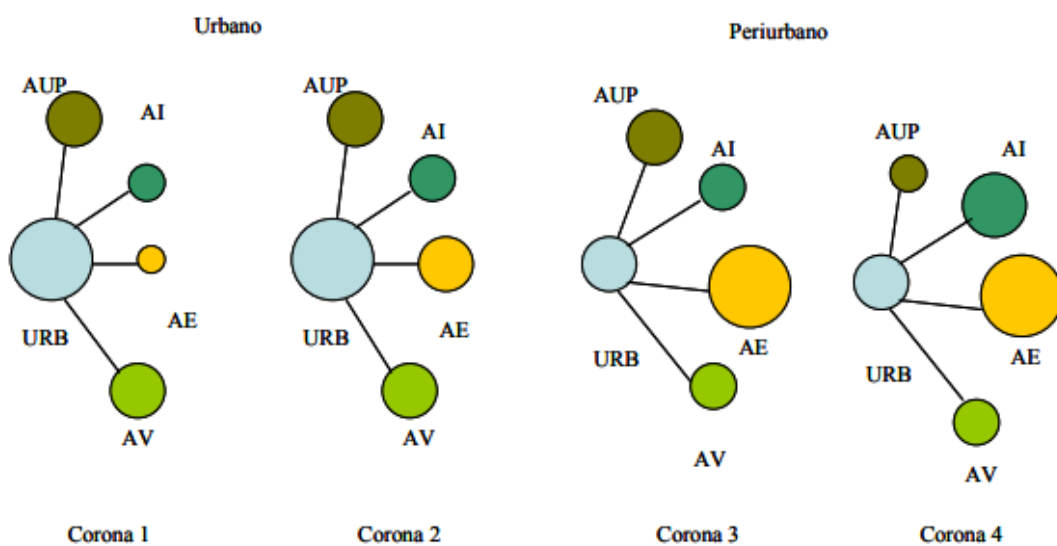 Urbano
Periurbano
AUP
AI
AE
URB
AV
AUP
AI
AE
URB
AV
AUP
AI
AE
URB
AV
AUP
AI
AE
URB
AV
Corona 1
Corona 2
Corona 3
Corona 4